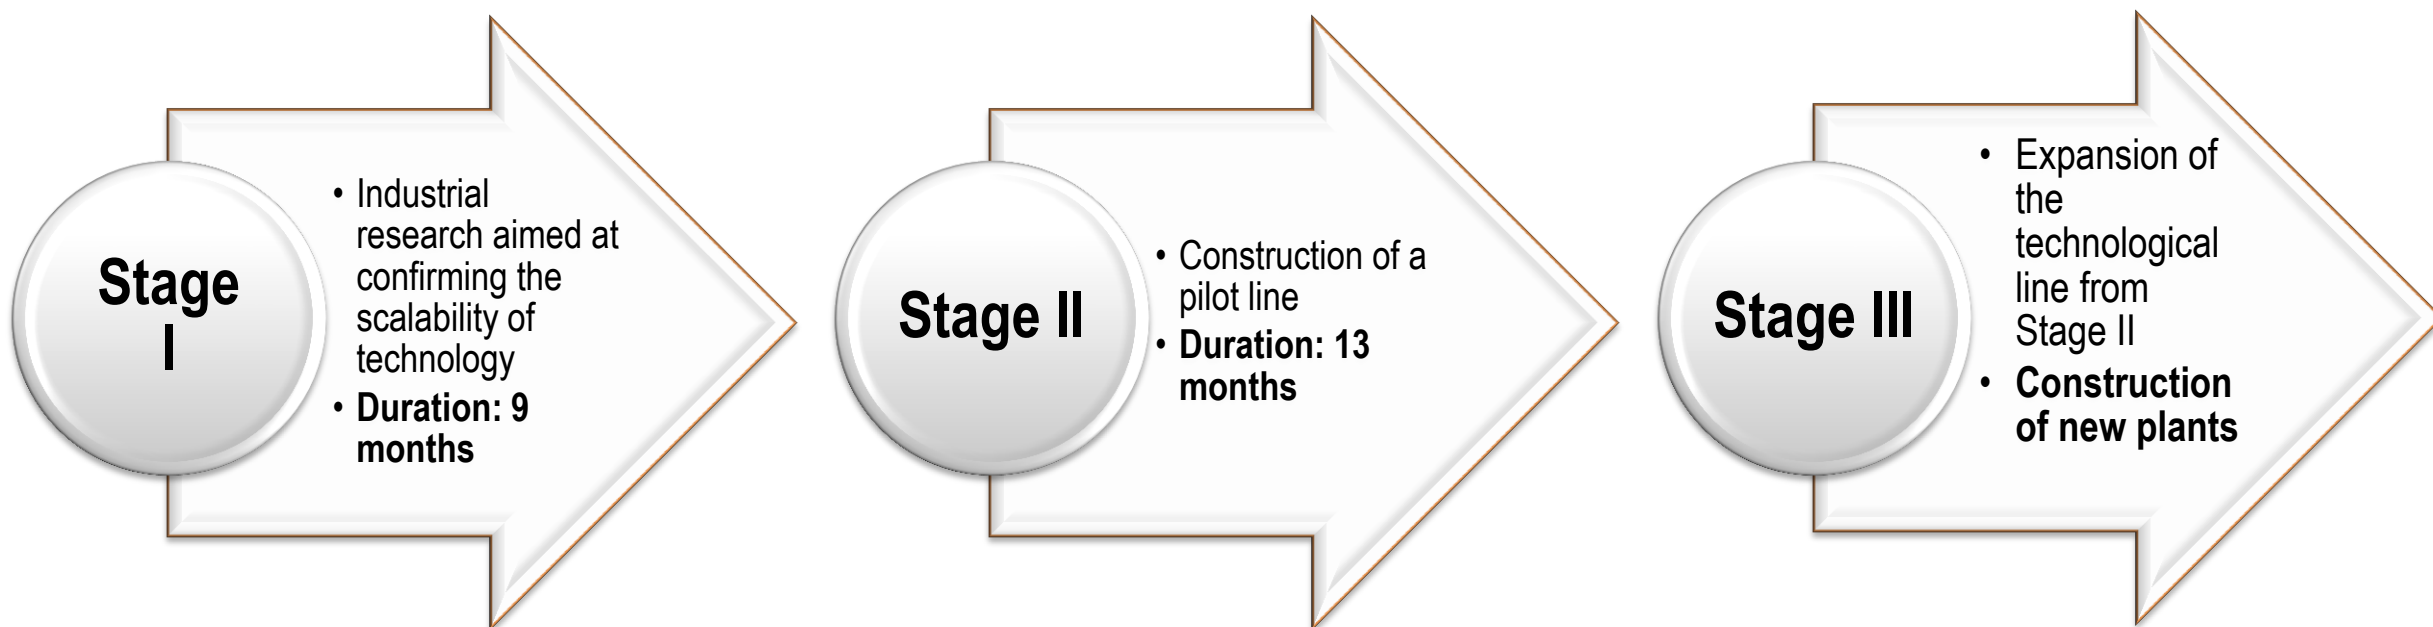 Stage
I
• Industrial
research aimed at
confirming the
scalability of
technology
• Duration: 9
months
Stage II
• Construction of a
pilot line
• Duration: 13
months
Stage III
• Expansion of
the
technological
line from
Stage II
• Construction
of new plants